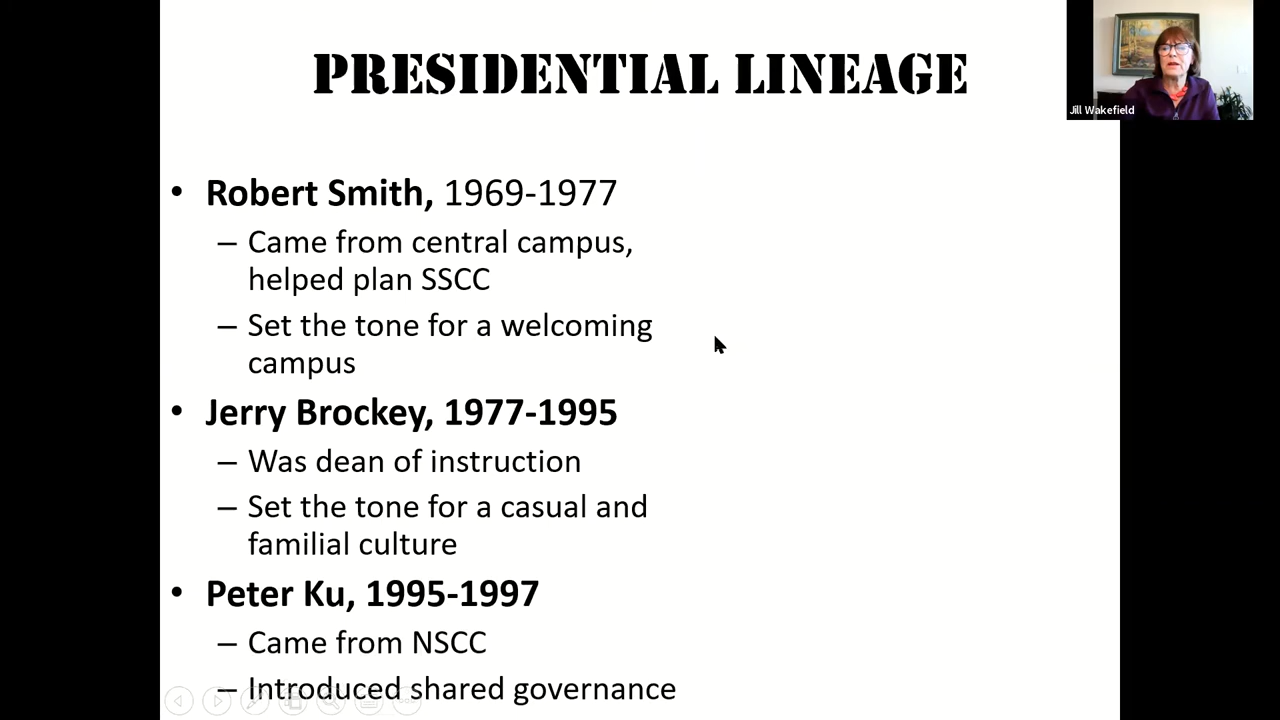 PRESIDENTIAL LINEAGE
Jill Wakefield
• Robert Smith, 1969-1977
– Came from central campus,
helped plan SSCC
– Set the tone for a welcoming
campus
• Jerry Brockey, 1977-1995
– Was dean of instruction
– Set the tone for a casual and
familial culture
• Peter Ku, 1995-1997
– Came from NSCC
– Introduced shared governance